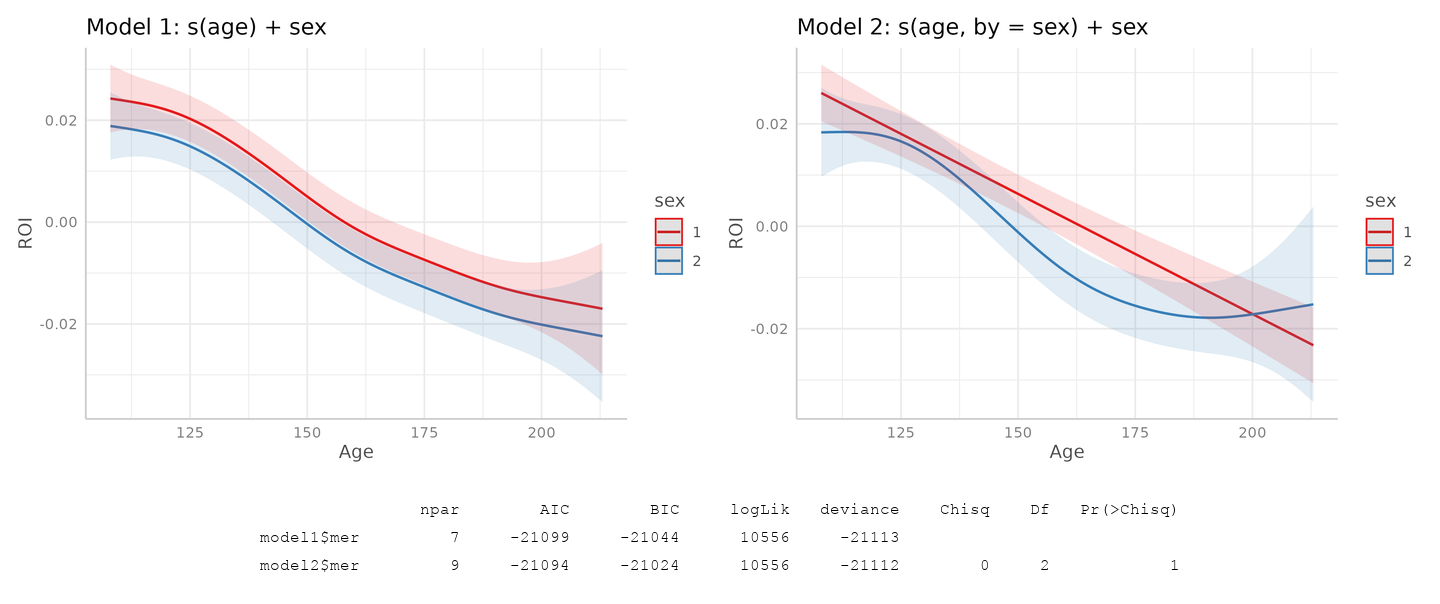 Model 1: s(age) + sex
ROI
0.02
0.00
-0.02
125 150 175 200
Age
sex
1
2
Model 2: s(age, by = sex) + sex
ROI
0.02
0.00
-0.02
125 150 175 200
Age
sex
1
2
npar AIC BIC logLik deviance Chisq Df Pr(>Chisq)
model1$mer 7 -21099 -21044 10556 -21113
model2$mer 9 -21094 -21024 10556 -21112 0 2 1